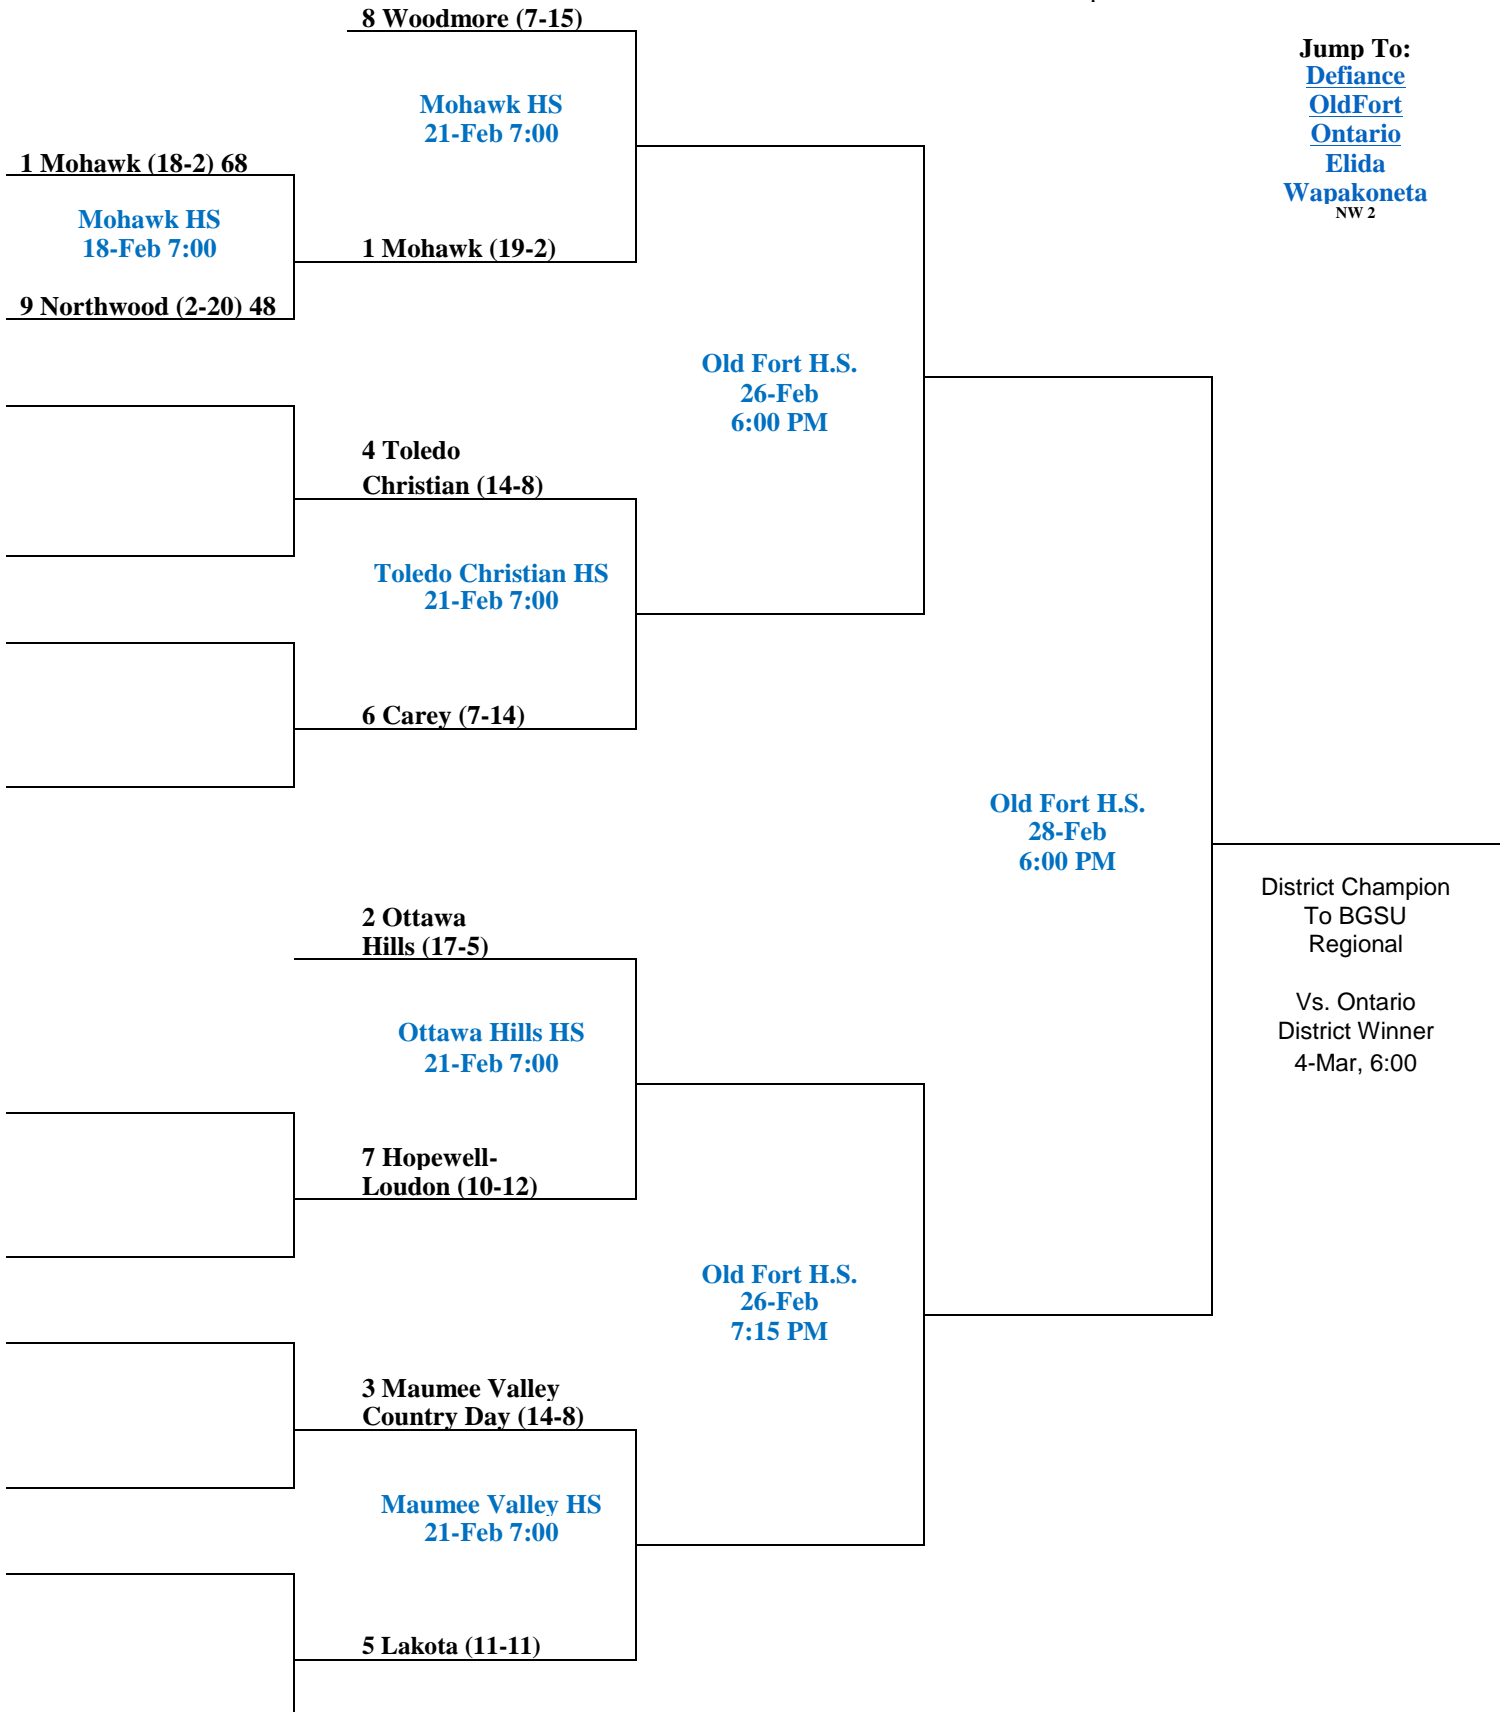 8 Woodmore (7-15)
Jump To:
Defiance
OldFort
Ontario
Elida
Wapakoneta
NW 2
Mohawk HS
21-Feb 7:00
1 Mohawk (18-2) 68
Mohawk HS
18-Feb 7:00
9 Northwood (2-20) 48
1 Mohawk (19-2)
Old Fort H.S.
26-Feb
6:00 PM
4 Toledo
Christian (14-8)
Toledo Christian HS
21-Feb 7:00
6 Carey (7-14)
Old Fort H.S.
28-Feb
6:00 PM
District Champion
To BGSU
Regional
Vs. Ontario
District Winner
4-Mar, 6:00
2 Ottawa
Hills (17-5)
Ottawa Hills HS
21-Feb 7:00
7 Hopewell-
Loudon (10-12)
Old Fort H.S.
26-Feb
7:15 PM
3 Maumee Valley
Country Day (14-8)
Maumee Valley HS
21-Feb 7:00
5 Lakota (11-11)